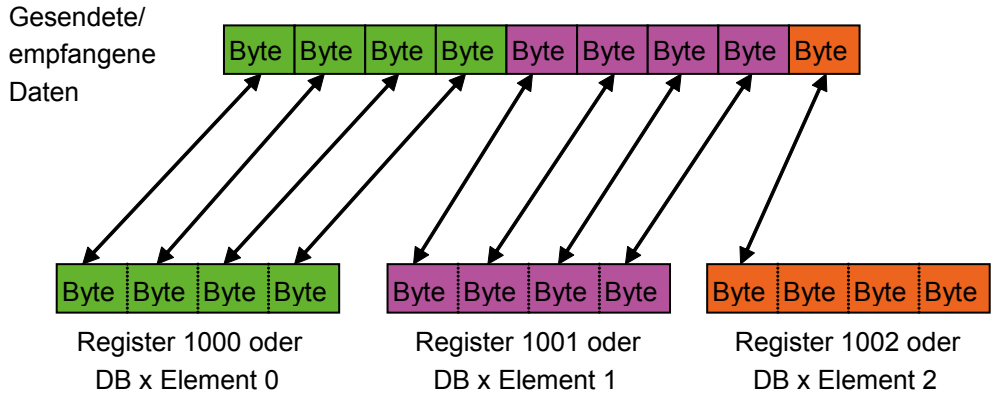 Gesendete/
empfangene
Daten
Byte Byte Byte Byte Byte Byte Byte Byte Byte
Byte Byte Byte Byte
Byte Byte Byte Byte
Byte Byte Byte Byte
Register 1000 oder
DB x Element 0
Register 1001 oder
DB x Element 1
Register 1002 oder
DB x Element 2